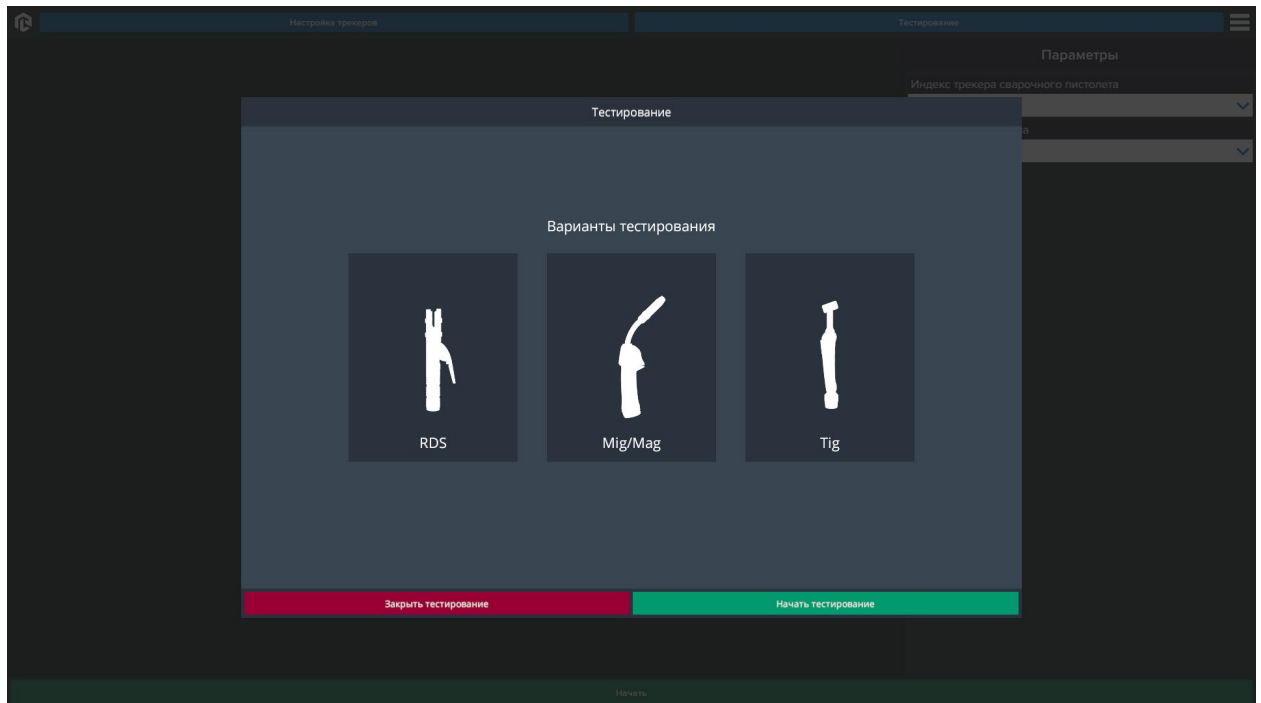 Настройка трекеров
Тестирование
Параметры
Индекс трекера сварочного пистолета
а
Тестирование
Варианты тестирования
RDS
Mig/Mag
Tig
Закрыть тестирование
Начать тестирование
Начать